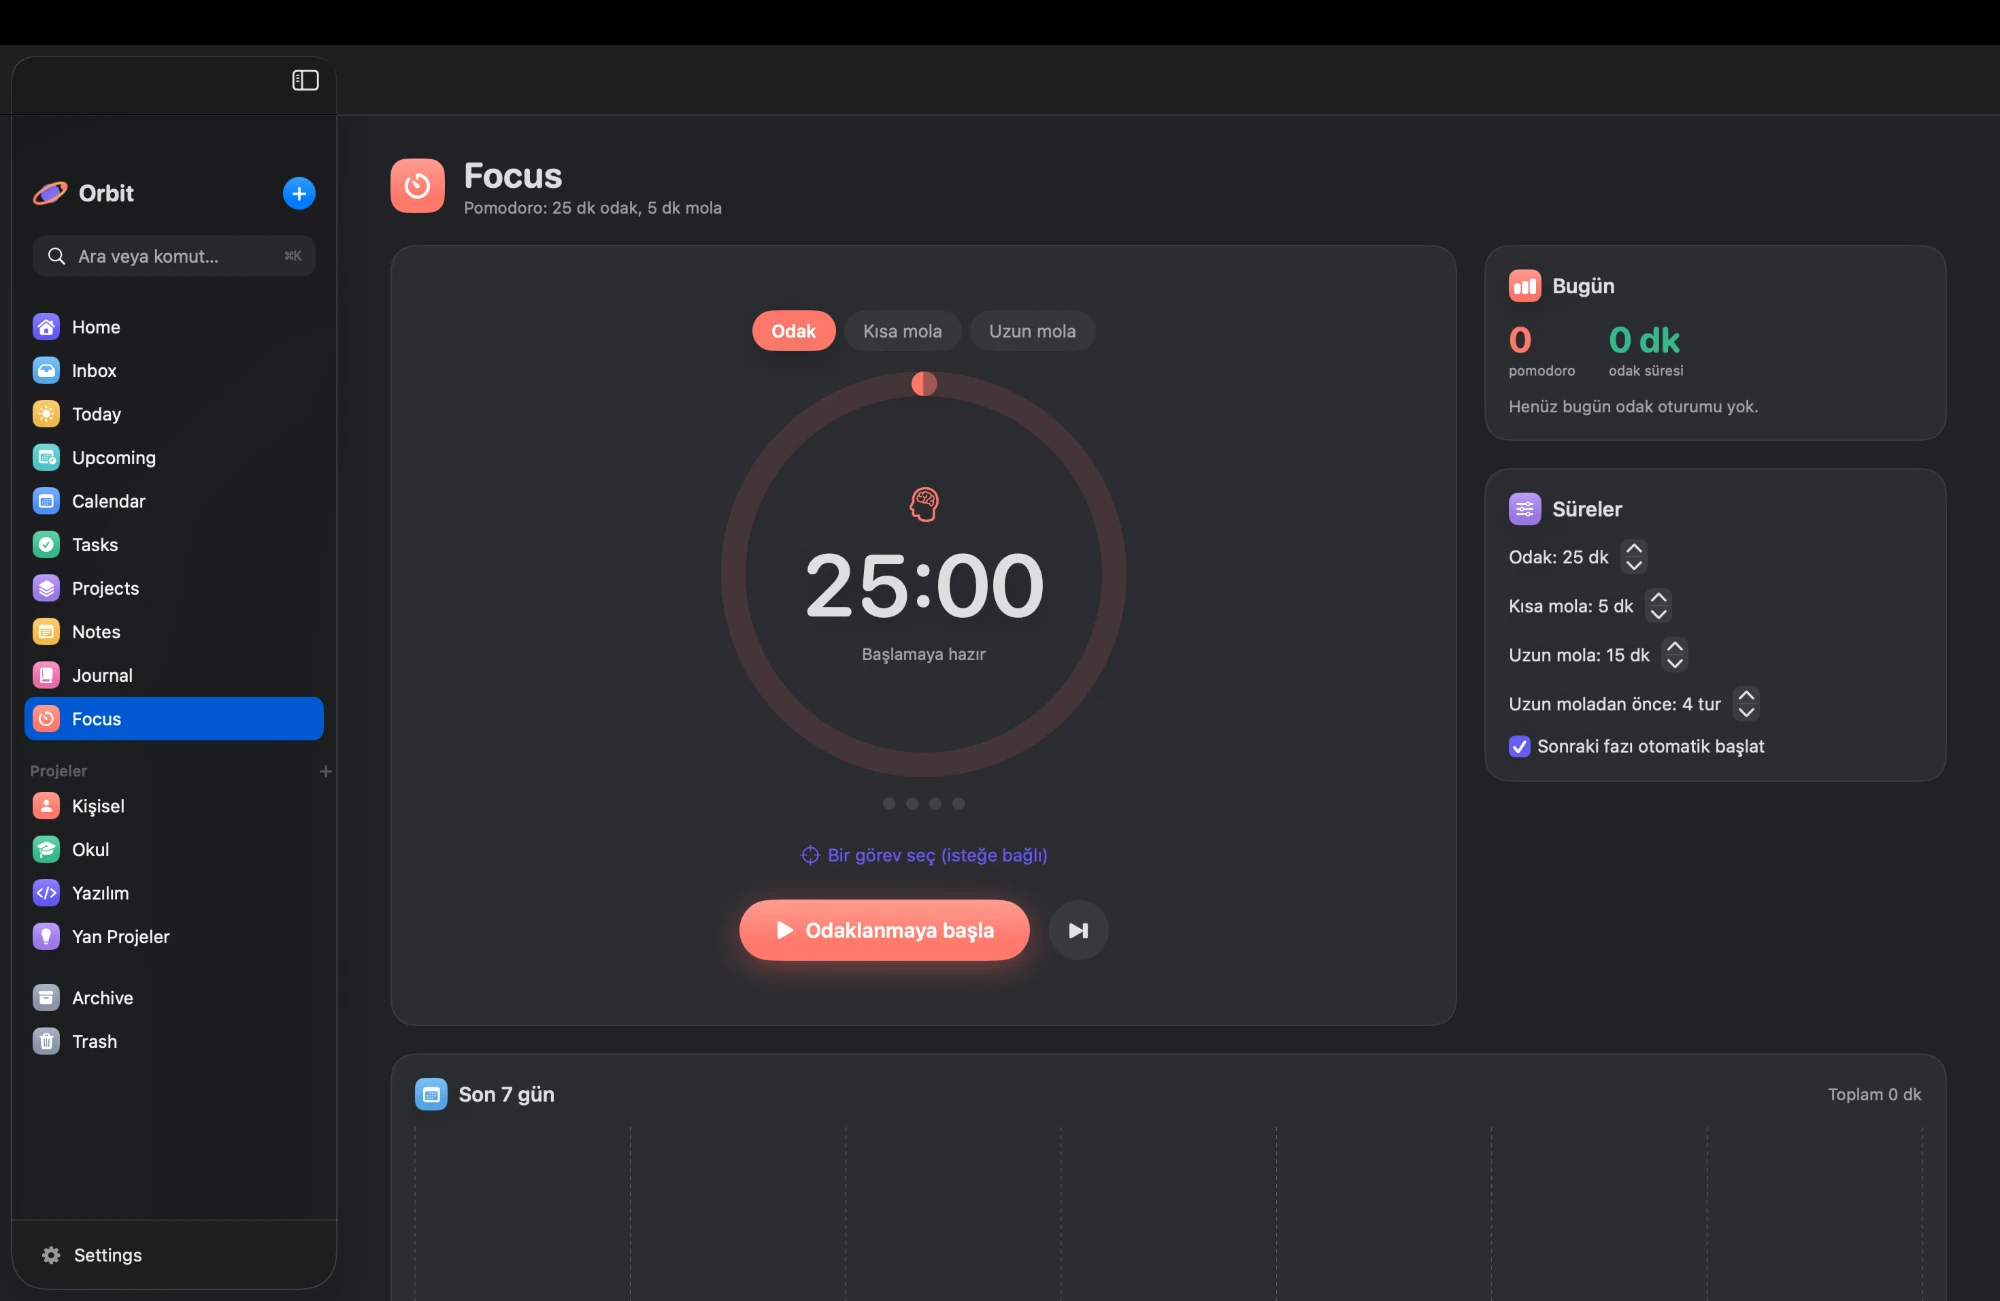 Orbit
Ara veya komut...
⌘K
Home
Inbox
Today
Upcoming
Calendar
Tasks
Projects
Notes
Journal
Focus
Projeler
Kişisel
Okul
Yazılım
Yan Projeler
Archive
Trash
Settings
Focus
Pomodoro: 25 dk odak, 5 dk mola
Odak
Kısa mola
Uzun mola
25:00
Başlamaya hazır
Bir görev seç (isteğe bağlı)
Odaklanmaya başla
Bugün
0
0 dk
pomodoro
odak süresi
Henüz bugün odak oturumu yok.
Süreler
Odak: 25 dk
Kısa mola: 5 dk
Uzun mola: 15 dk
Uzun moladan önce: 4 tur
Sonraki fazı otomatik başlat
Son 7 gün
Toplam 0 dk